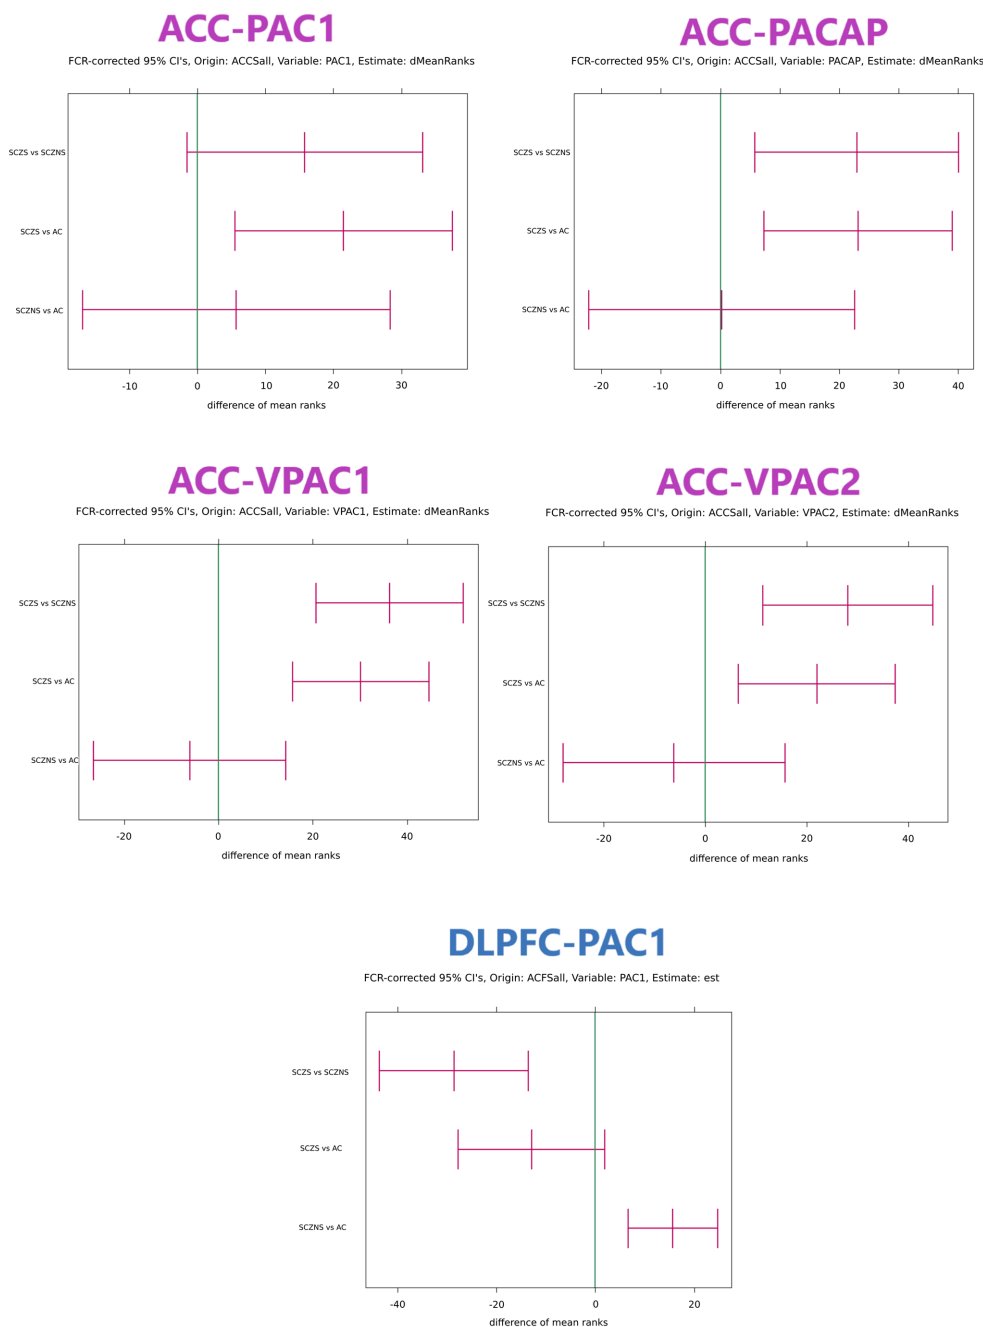 ACC-PAC1
FCR-corrected 95% CI's, Origin: ACCSall, Variable: PAC1, Estimate: dMeanRanks
SCZS vs SCZNS
SCZS vs AC
SCZNS vs AC
-10 0 10 20 30
difference of mean ranks
ACC-PACAP
FCR-corrected 95% CI's, Origin: ACCSall, Variable: PACAP, Estimate: dMeanRanks
SCZS vs SCZNS
SCZS vs AC
SCZNS vs AC
-20 -10 0 10 20 30 40
difference of mean ranks
ACC-VPAC1
FCR-corrected 95% CI's, Origin: ACCSall, Variable: VPAC1, Estimate: dMeanRanks
SCZS vs SCZNS
SCZS vs AC
SCZNS vs AC
-20 0 20 40
difference of mean ranks
ACC-VPAC2
FCR-corrected 95% CI's, Origin: ACCSall, Variable: VPAC2, Estimate: dMeanRanks
SCZS vs SCZNS
SCZS vs AC
SCZNS vs AC
-20 0 20 40
difference of mean ranks
DLPFC-PAC1
FCR-corrected 95% CI's, Origin: ACFSall, Variable: PAC1, Estimate: est
SCZS vs SCZNS
SCZS vs AC
SCZNS vs AC
-40 -20 0 20
difference of mean ranks